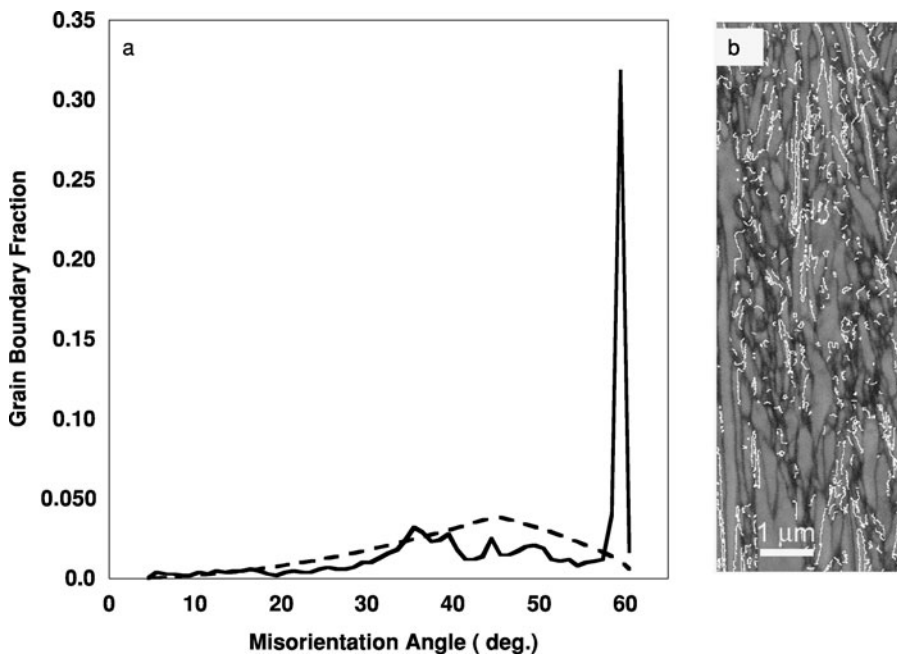 a
0.35
0.30
0.25
0.20
0.15
0.10
0.050
0.0
Grain Boundary Fraction
0 10 20 30 40 50 60
Misorientation Angle ( deg.)
b
1 μm